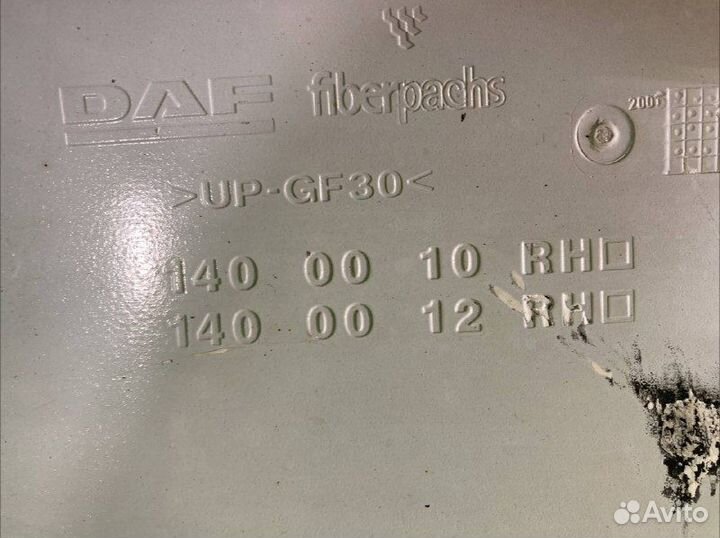 DAF fiberpachs
2001
>UP-GF30<
140 00 10 RH
140 00 12 RH
Avito